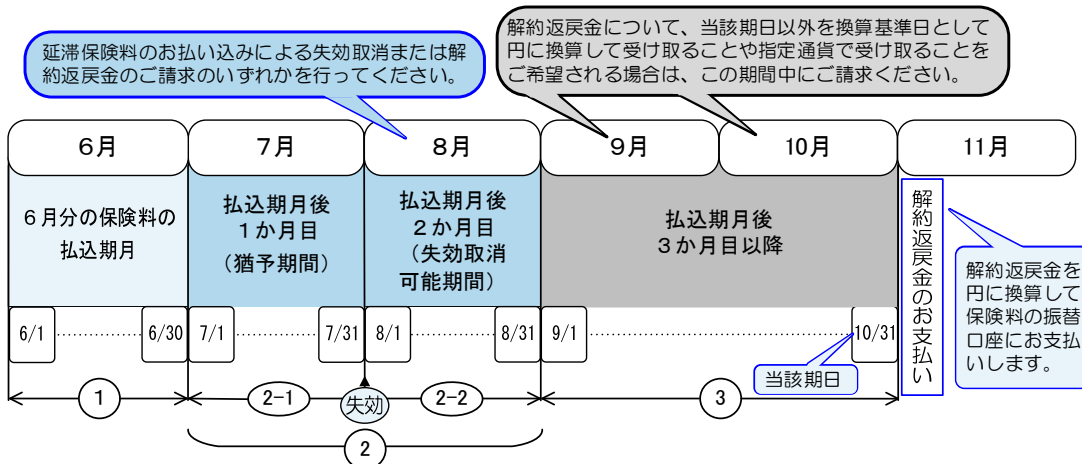 延滞保険料のお払い込みによる失効取消または解
約返戻金のご請求のいずれかを行ってください。
解約返戻金について、当該期日以外を換算基準日として
円に換算して受け取ることや指定通貨で受け取ることを
ご希望される場合は、この期間中にご請求ください。
6月
7月
8月
9月
10月
11月
6月分の保険料の
払込期月
払込期月後
1か月目
（猶予期間）
払込期月後
2か月目
（失効取消
可能期間）
払込期月後
3か月目以降
解約返戻金のお支払い
解約返戻金を
円に換算して
保険料の振替
口座にお支払
いします。
6/1
6/30
7/1
7/31
8/1
8/31
9/1
10/31
当該期日
①
2-1
失効
2-2
③
②